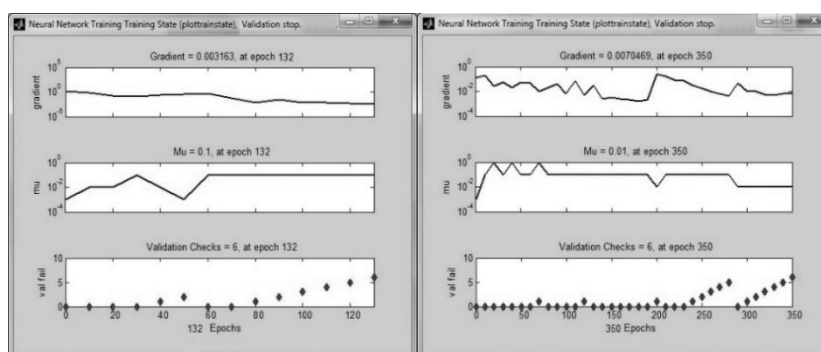 Neural Network Training Training State (plottrainstate), Validation stop.
Gradient = 0.003163, at epoch 132
10^5
10^0
10^-5
gradient
Mu = 0.1, at epoch 132
10^0
10^-2
10^-4
mu
Validation Checks = 6, at epoch 132
10
5
0
val fail
0 20 40 60 80 100 120
132 Epochs
Neural Network Training Training State (plottrainstate), Validation stop.
Gradient = 0.0070469, at epoch 350
10^0
10^-2
10^-4
gradient
Mu = 0.01, at epoch 350
10^0
10^-2
10^-4
mu
Validation Checks = 6, at epoch 350
10
5
0
val fail
0 50 100 150 200 250 300 350
350 Epochs